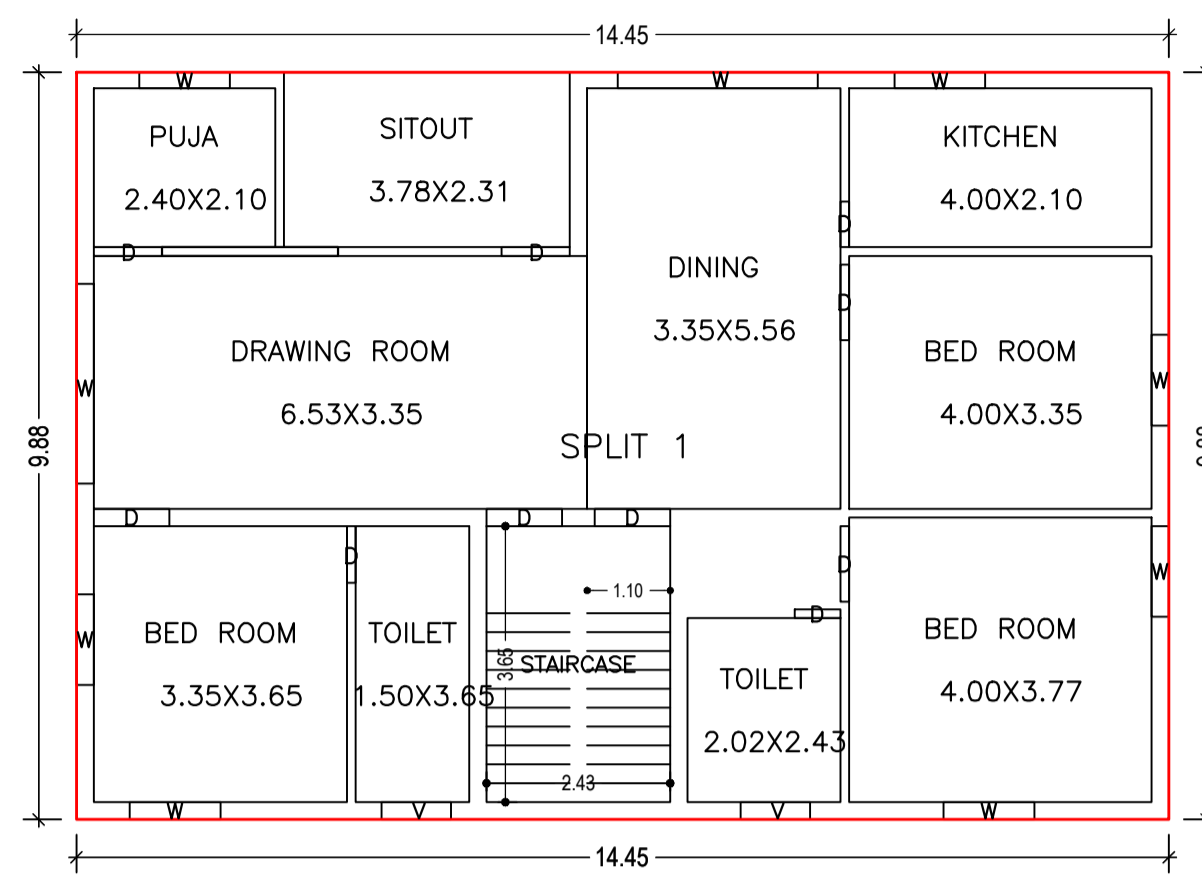 14.45
W
W
W
PUJA
SITOUT
KITCHEN
2.40X2.10
3.78X2.31
4.00X2.10
D
D
D
DINING
D
3.35X5.56
DRAWING ROOM
BED ROOM
W
W
9.88
6.53X3.35
4.00X3.35
SPLIT 1
D
D
D
D
D
W
1.10
D
BED ROOM
TOILET
BED ROOM
W
3.65
STAIRCASE
TOILET
3.35X3.65
1.50X3.65
4.00X3.77
2.02X2.43
2.43
W
V
V
W
14.45